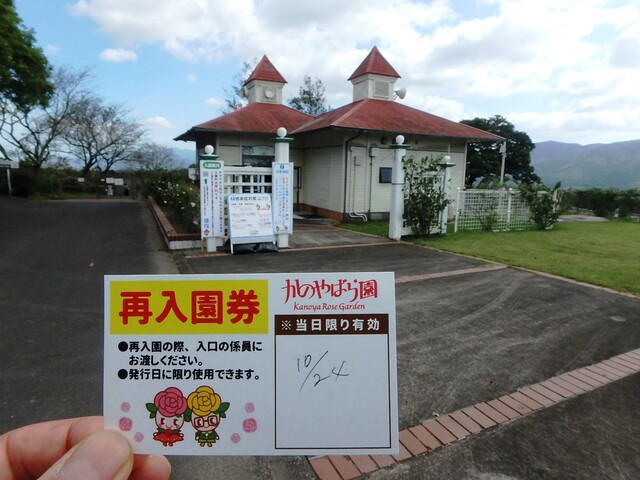 再入園券
●再入園の際、入口の係員に
お渡しください。
●発行日に限り使用できます。
かのやばら園
Kanoya Rose Garden
※当日限り有効
10/24